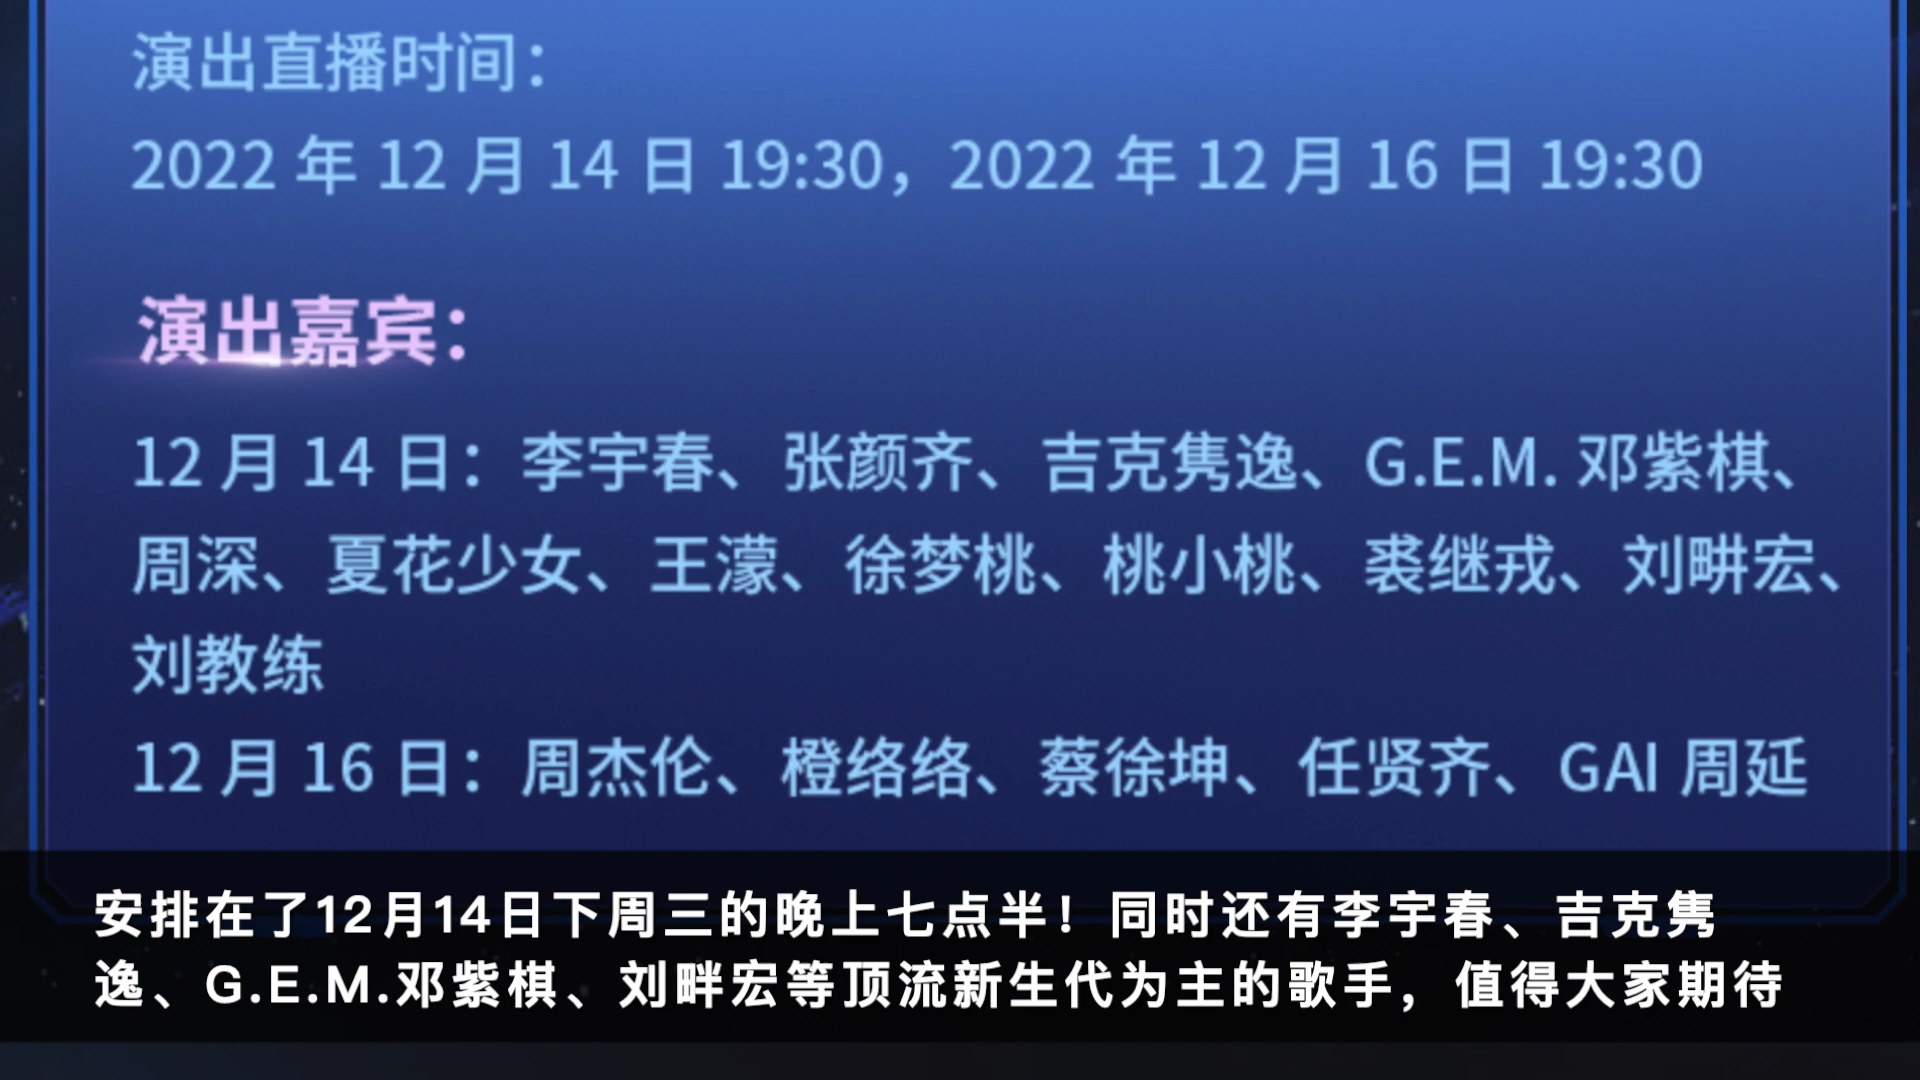 演出直播时间：
2022 年 12 月 14 日 19:30，2022 年 12 月 16 日 19:30
演出嘉宾：
12 月 14 日：李宇春、张颜齐、吉克隽逸、G.E.M. 邓紫棋、
周深、夏花少女、王濛、徐梦桃、桃小桃、裘继戎、刘畊宏、
刘教练
12 月 16 日：周杰伦、橙络络、蔡徐坤、任贤齐、GAI 周延
安排在了12月14日下周三的晚上七点半！同时还有李宇春、吉克隽
逸、G.E.M.邓紫棋、刘畔宏等顶流新生代为主的歌手，值得大家期待